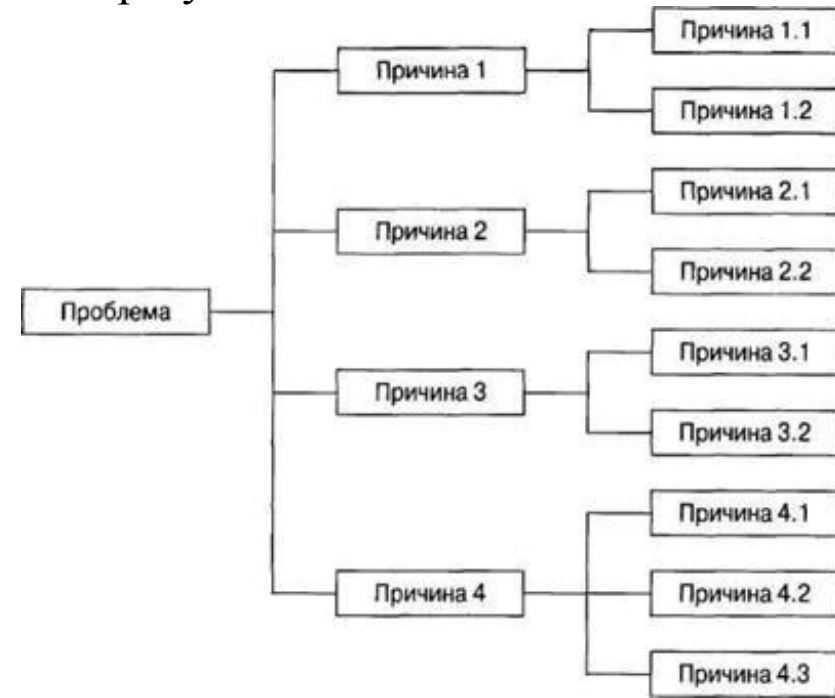 Проблема
Причина 1
Причина 1.1
Причина 1.2
Причина 2
Причина 2.1
Причина 2.2
Причина 3
Причина 3.1
Причина 3.2
Причина 4
Причина 4.1
Причина 4.2
Причина 4.3